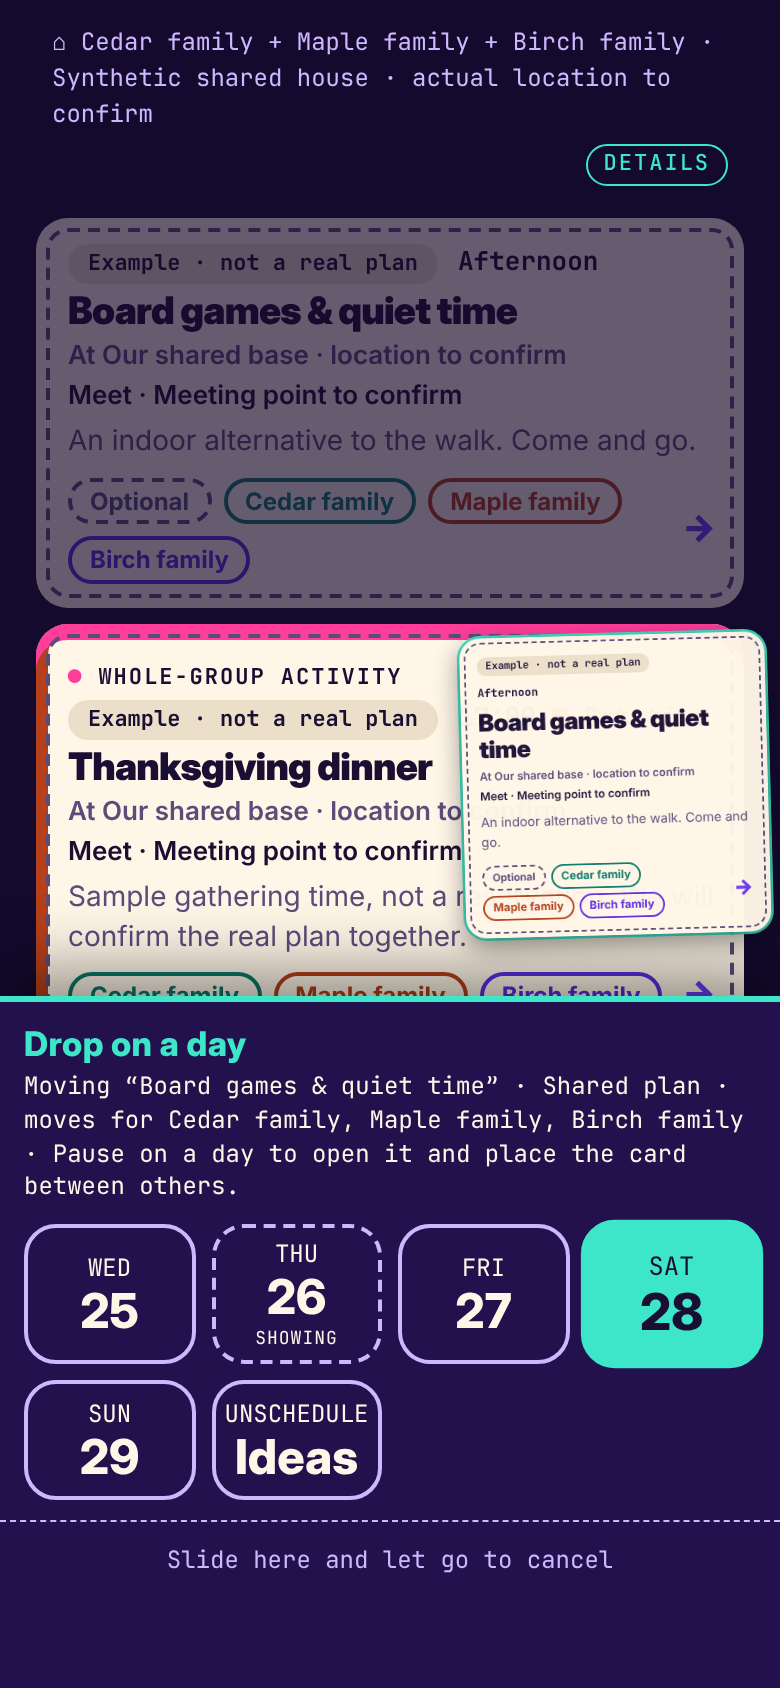 ⌂ Cedar family + Maple family + Birch family ·
Synthetic shared house · actual location to
confirm
DETAILS
Example · not a real plan Afternoon
Board games & quiet time
At Our shared base · location to confirm
Meet · Meeting point to confirm
An indoor alternative to the walk. Come and go.
Optional Cedar family Maple family
Birch family →
WHOLE-GROUP ACTIVITY
Example · not a real plan
Thanksgiving dinner
At Our shared base · location to
Meet · Meeting point to confirm
Sample gathering time, not a will
confirm the real plan together.
Cedar family Maple family Birch family →
Example · not a real plan
Afternoon
Board games & quiet
time
At Our shared base · location to confirm
Meet · Meeting point to confirm
An indoor alternative to the walk. Come and
go.
Optional Cedar family
Maple family Birch family →
Drop on a day
Moving “Board games & quiet time” · Shared plan ·
moves for Cedar family, Maple family, Birch family
· Pause on a day to open it and place the card
between others.
WED
25
THU
26
SHOWING
FRI
27
SAT
28
SUN
29
UNSCHEDULE
Ideas
Slide here and let go to cancel